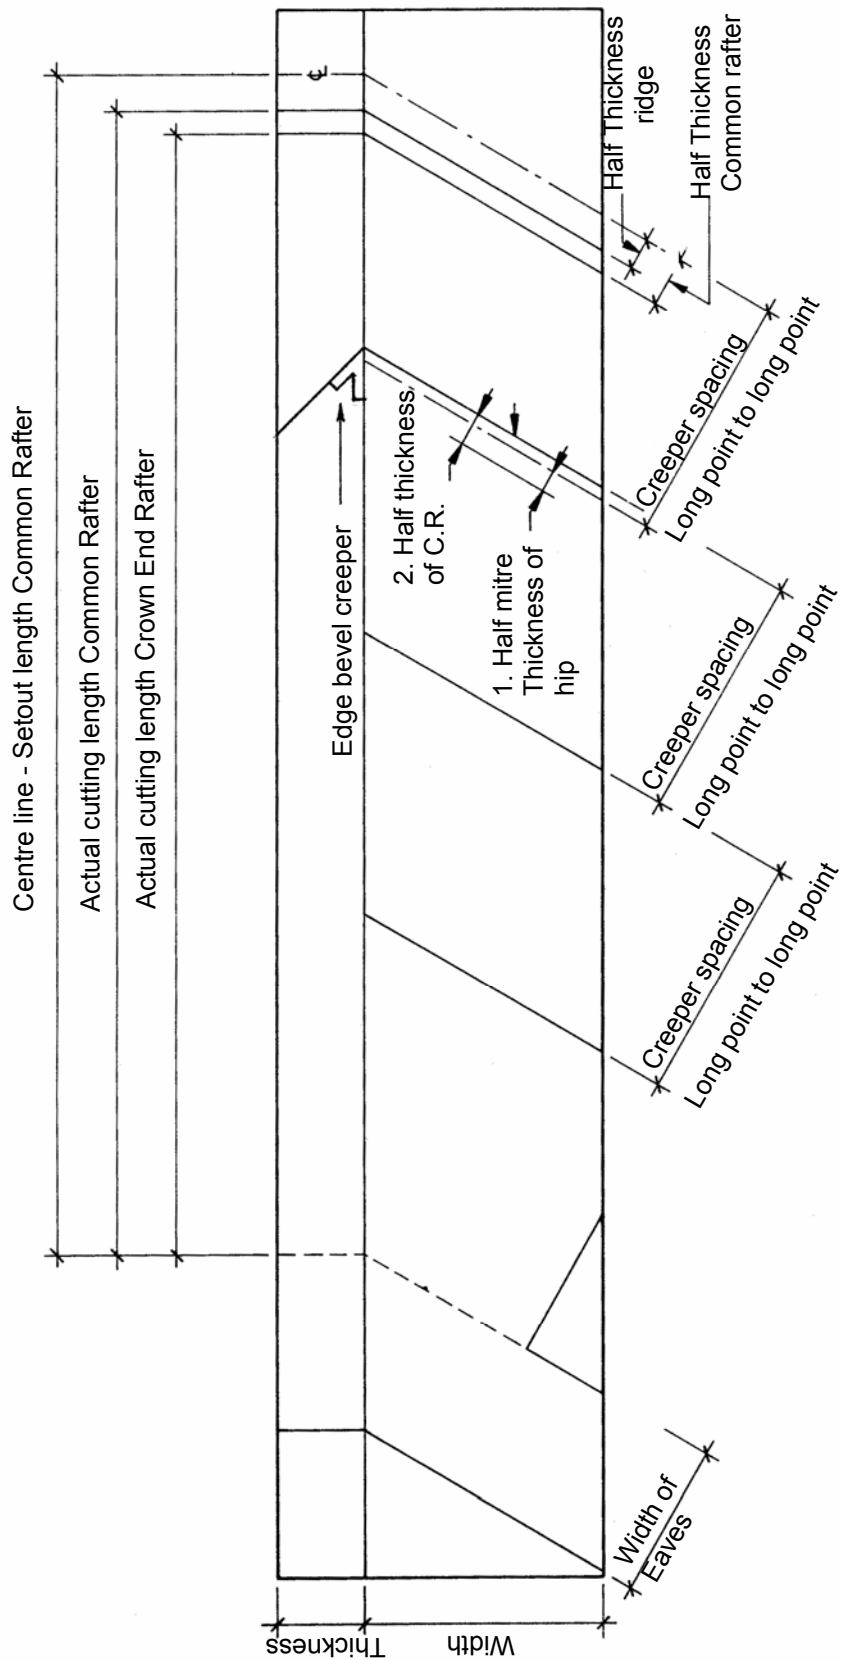 Centre line - Setout length Common Rafter
Actual cutting length Common Rafter
Actual cutting length Crown End Rafter
℄
Half Thickness
ridge
Half Thickness
Common rafter
Edge bevel creeper
2. Half thickness
of C.R.
1. Half mitre
Thickness of
hip
Creeper spacing
Long point to long point
Creeper spacing
Long point to long point
Creeper spacing
Long point to long point
Width of
Eaves
Thickness
Width